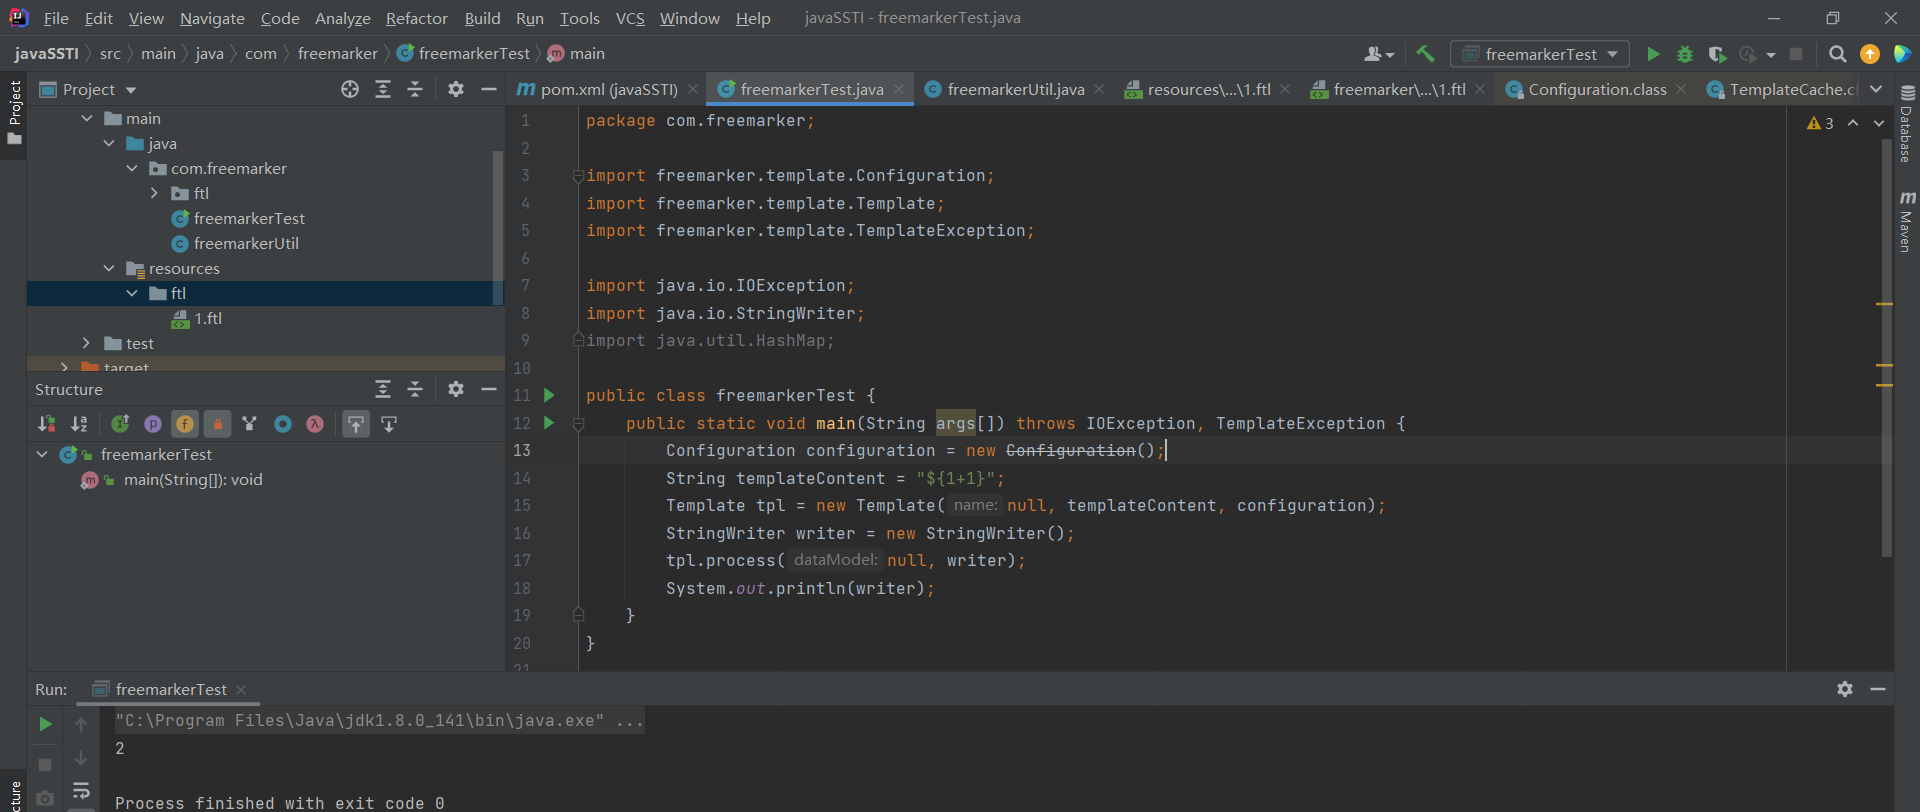 File Edit View Navigate Code Analyze Refactor Build Run Tools VCS Window Help javaSSTI - freemarkerTest.java
javaSSTI src main java com freemarker freemarkerTest main freemarkerTest
Project
pom.xml (javaSSTI) freemarkerTest.java freemarkerUtil.java resources\...\1.ftl freemarker\...\1.ftl Configuration.class TemplateCache.cl
main
java
com.freemarker
ftl
freemarkerTest
freemarkerUtil
resources
ftl
1.ftl
test
target
Structure
freemarkerTest
main(String[]): void
1 package com.freemarker;
2
3 import freemarker.template.Configuration;
4 import freemarker.template.Template;
5 import freemarker.template.TemplateException;
6
7 import java.io.IOException;
8 import java.io.StringWriter;
9 import java.util.HashMap;
10
11 public class freemarkerTest {
12 public static void main(String args[]) throws IOException, TemplateException {
13 Configuration configuration = new Configuration();
14 String templateContent = "${1+1}";
15 Template tpl = new Template( name: null, templateContent, configuration);
16 StringWriter writer = new StringWriter();
17 tpl.process( dataModel: null, writer);
18 System.out.println(writer);
19 }
20 }
21
3
Project
Database
Maven
Run: freemarkerTest
"C:\Program Files\Java\jdk1.8.0_141\bin\java.exe" ...
2
Process finished with exit code 0
cture